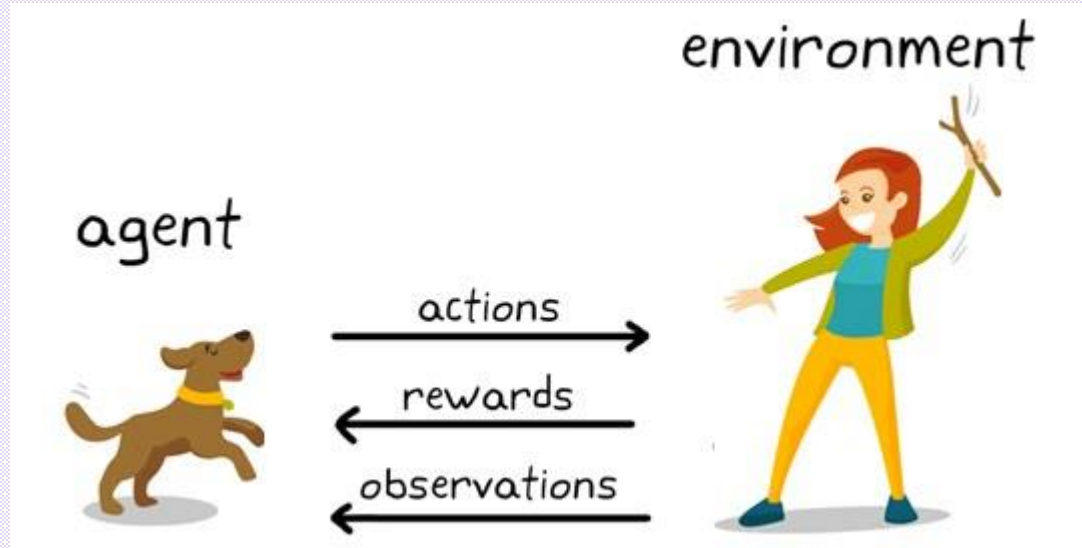 environment
agent
actions
rewards
observations